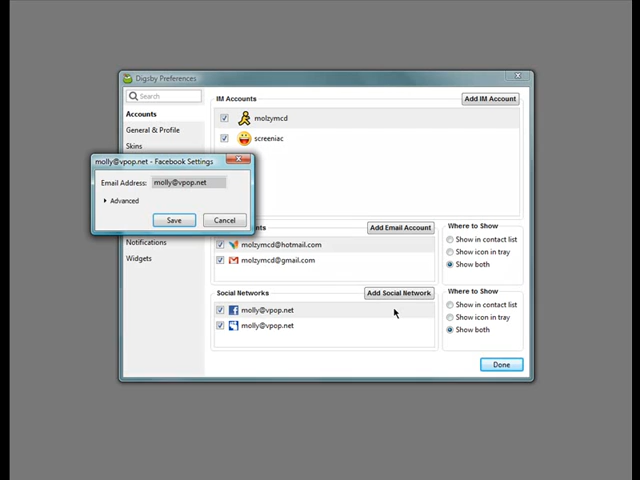 Digsby Preferences
Search
Accounts
General & Profile
Skins
Notifications
Widgets
IM Accounts
Add IM Account
molzymcd
screeniac
molly@vpop.net - Facebook Settings
Email Address: molly@vpop.net
Advanced
Save
Cancel
ounts
Add Email Account
molzymcd@hotmail.com
molzymcd@gmail.com
Where to Show
Show in contact list
Show icon in tray
Show both
Social Networks
Add Social Network
molly@vpop.net
molly@vpop.net
Where to Show
Show in contact list
Show icon in tray
Show both
Done